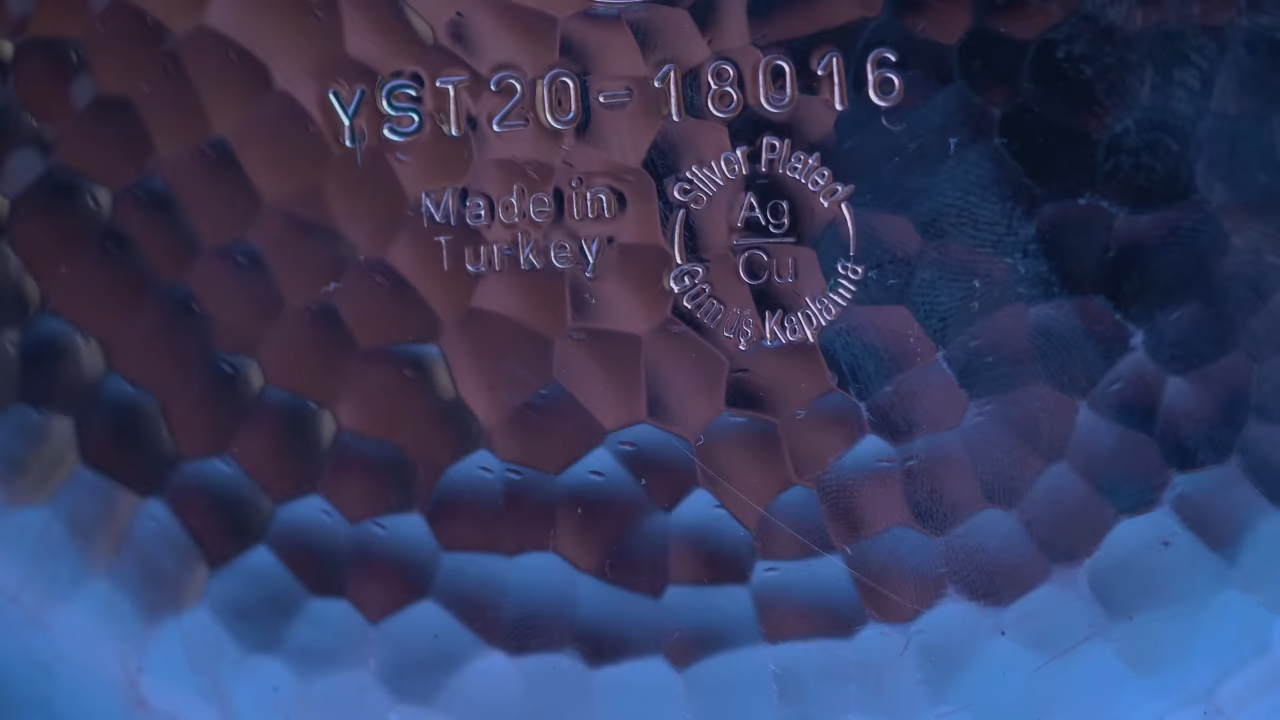 YST20-18016
Made in
Turkey
Silver Plated
Ag
Cu
Gümüş Kaplama